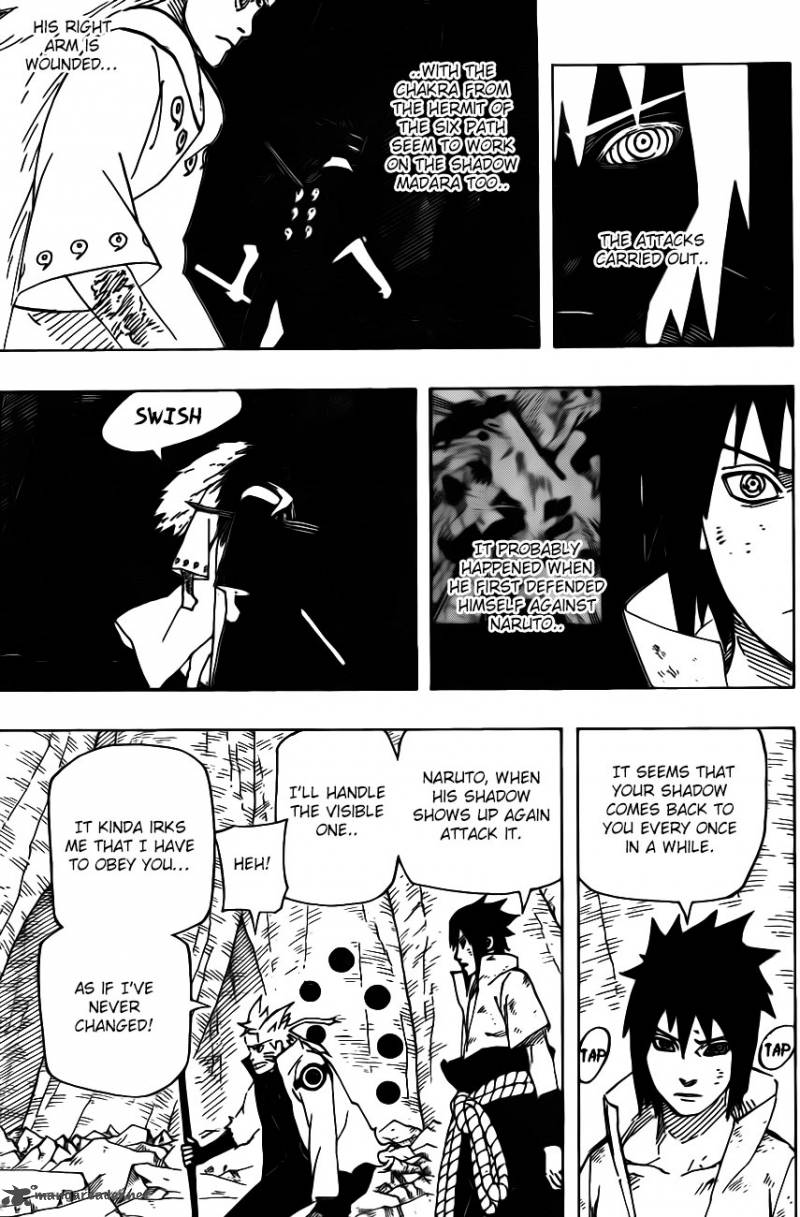 THE ATTACKS
CARRIED OUT..
..WITH THE
CHAKRA FROM
THE HERMIT OF
THE SIX PATH
SEEM TO WORK
ON THE SHADOW
MADARA TOO..
HIS RIGHT
ARM IS
WOUNDED...
IT PROBABLY
HAPPENED WHEN
HE FIRST DEFENDED
HIMSELF AGAINST
NARUTO..
SWISH
IT SEEMS THAT
YOUR SHADOW
COMES BACK TO
YOU EVERY ONCE
IN A WHILE.
TAP
TAP
NARUTO, WHEN
HIS SHADOW
SHOWS UP AGAIN
ATTACK IT.
I'LL HANDLE
THE VISIBLE
ONE..
HEH!
IT KINDA IRKS
ME THAT I HAVE
TO OBEY YOU...
AS IF I'VE
NEVER
CHANGED!